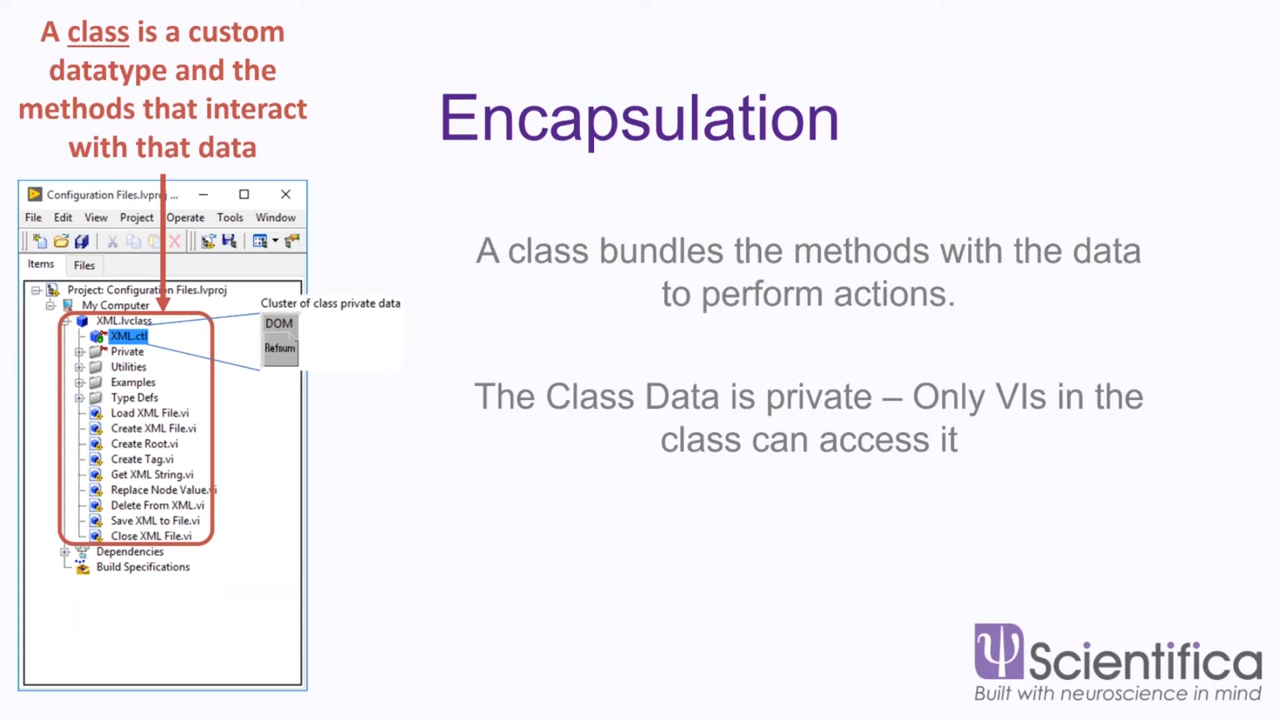 A class is a custom
datatype and the
methods that interact
with that data
Encapsulation
A class bundles the methods with the data
to perform actions.
The Class Data is private – Only VIs in the
class can access it
Configuration Files.lvproj ...
File Edit View Project Operate Tools Window
Items Files
Project: Configuration Files.lvproj
My Computer
XML.lvclass
XML.ctl
Private
Utilities
Examples
Type Defs
Load XML File.vi
Create XML File.vi
Create Root.vi
Create Tag.vi
Get XML String.vi
Replace Node Value.vi
Delete From XML.vi
Save XML to File.vi
Close XML File.vi
Dependencies
Build Specifications
Cluster of class private data
DOM
Refnum
Scientifica
Built with neuroscience in mind